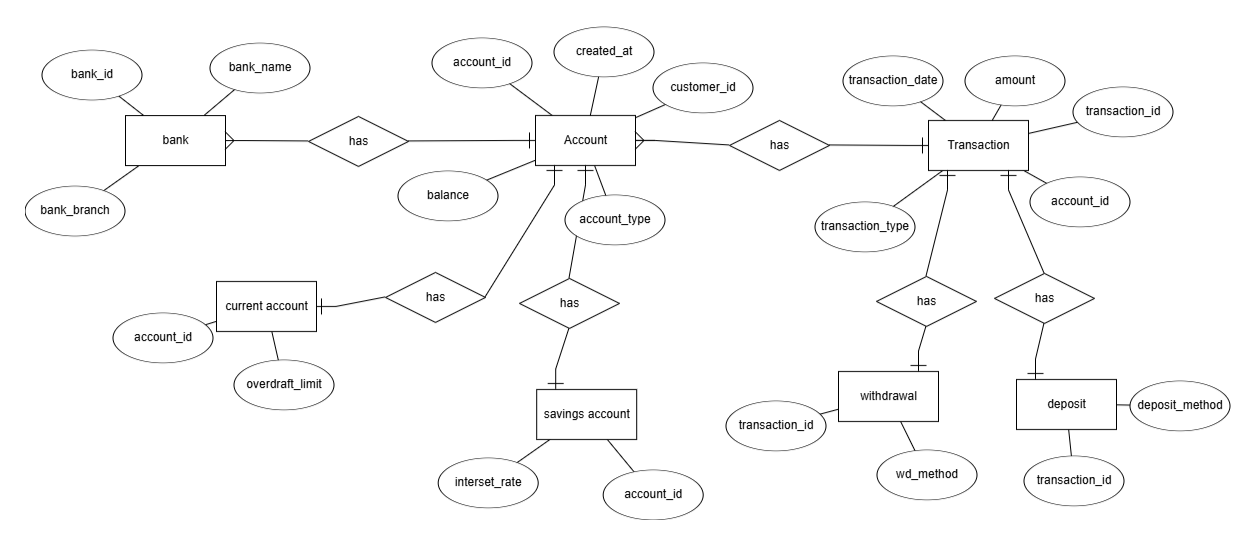 created_at
account_id
bank_name
bank_id
transaction_date
amount
customer_id
transaction_id
bank
has
Account
has
Transaction
balance
account_id
bank_branch
account_type
transaction_type
current account
has
has
has
has
account_id
overdraft_limit
withdrawal
deposit
deposit_method
savings account
transaction_id
wd_method
interset_rate
account_id
transaction_id